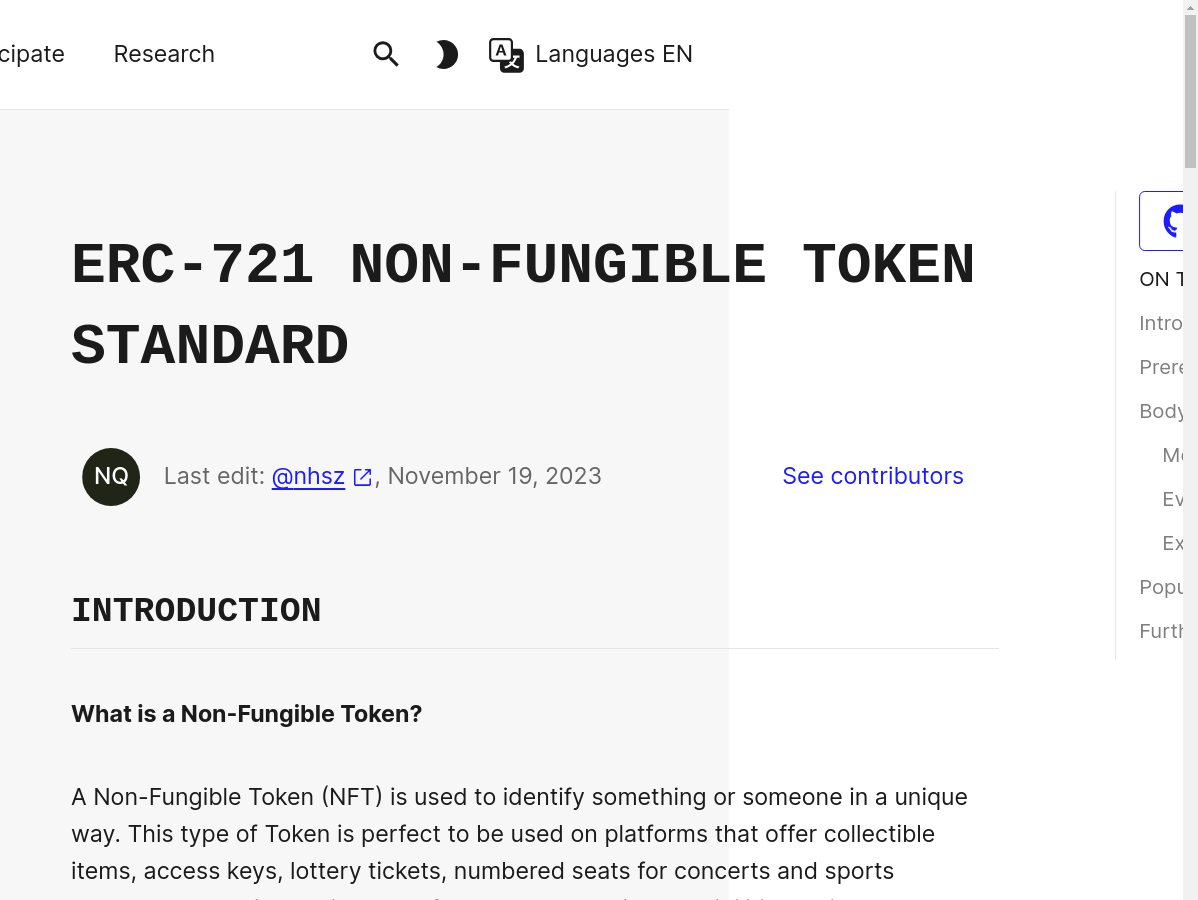 cipate Research Languages EN
ERC-721 NON-FUNGIBLE TOKEN
STANDARD
NQ Last edit: @nhsz, November 19, 2023 See contributors
INTRODUCTION
What is a Non-Fungible Token?
A Non-Fungible Token (NFT) is used to identify something or someone in a unique
way. This type of Token is perfect to be used on platforms that offer collectible
items, access keys, lottery tickets, numbered seats for concerts and sports
ON T
Intro
Prere
Body
Me
Ev
Ex
Popu
Furth